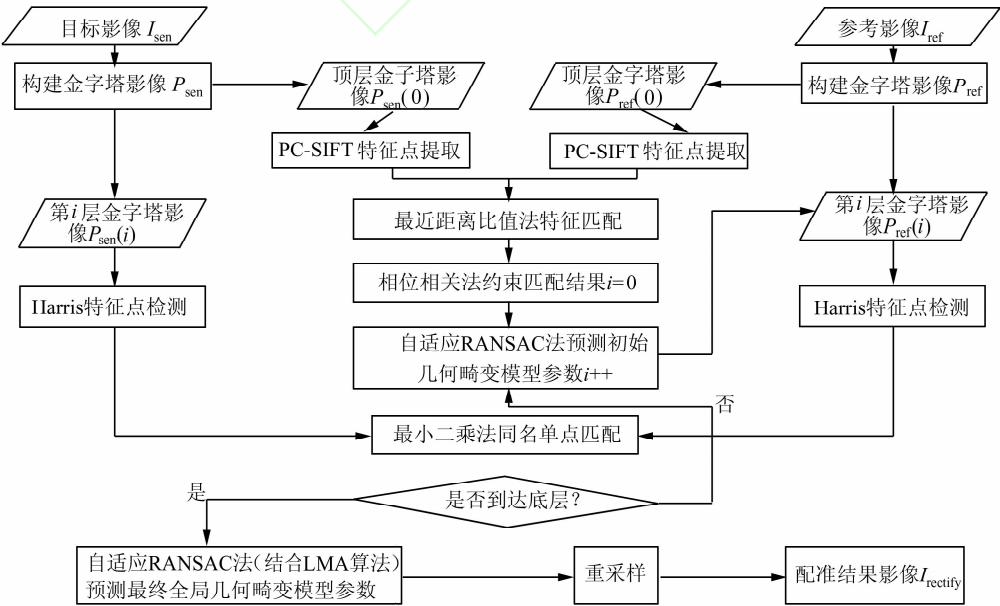 目标影像 Isen
参考影像 Iref
构建金字塔影像 Psen
顶层金子塔影
像Psen(0)
顶层金字塔影
像Pref(0)
构建金字塔影像Pref
PC-SIFT 特征点提取
PC-SIFT 特征点提取
第i层金字塔影
像Psen(i)
最近距离比值法特征匹配
第i层金字塔影
像Pref(i)
相位相关法约束匹配结果i=0
Harris特征点检测
Harris特征点检测
自适应RANSAC法预测初始
几何畸变模型参数i++
否
最小二乘法同名单点匹配
是
是否到达底层?
自适应RANSAC法(结合LMA算法)
预测最终全局几何畸变模型参数
重采样
配准结果影像Irectify